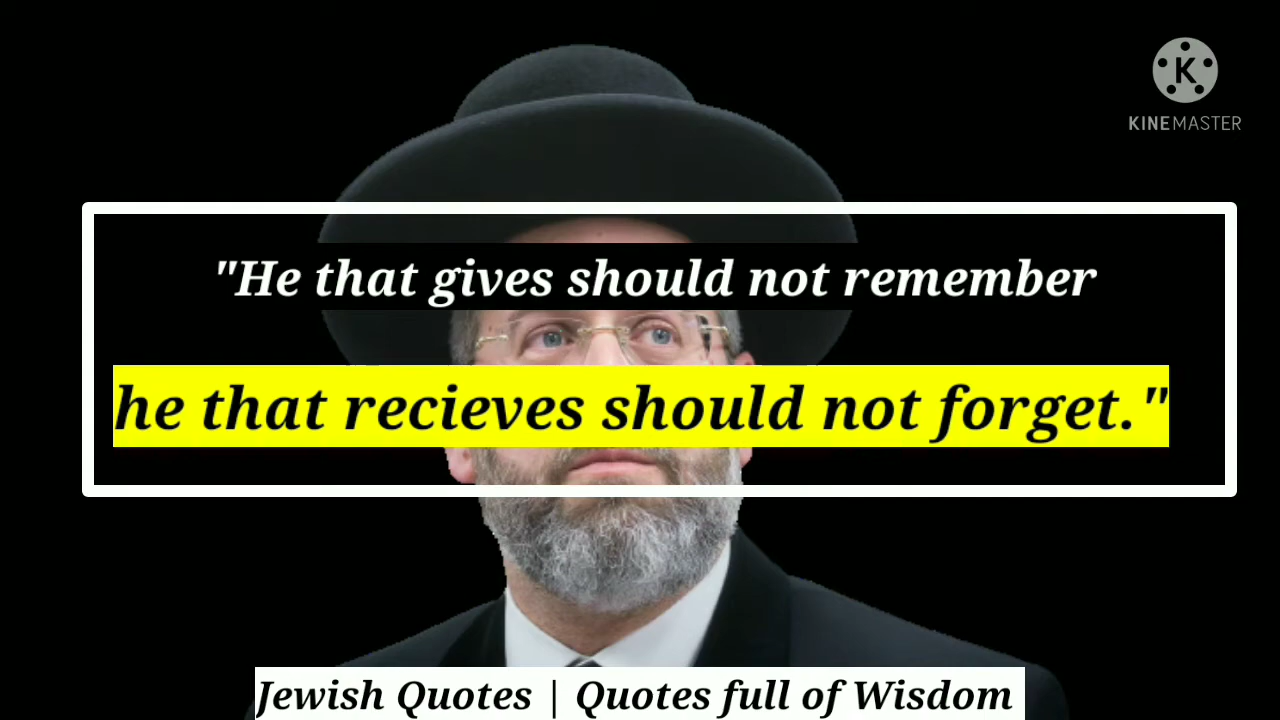 K
KINEMASTER
"He that gives should not remember
he that recieves should not forget."
Jewish Quotes | Quotes full of Wisdom